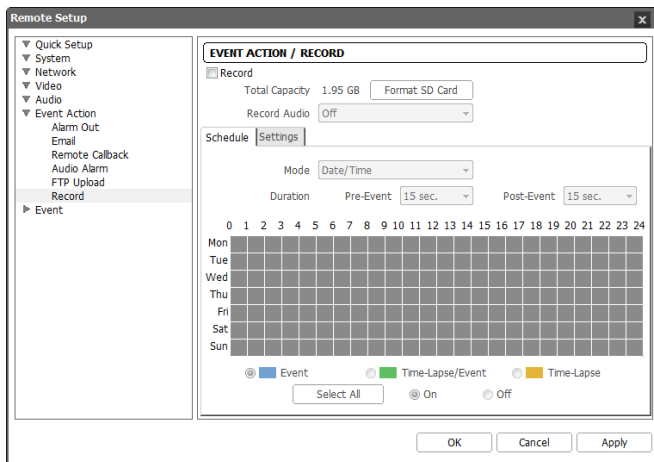 Remote Setup
x
Quick Setup
System
Network
Video
Audio
Event Action
Alarm Out
Email
Remote Callback
Audio Alarm
FTP Upload
Record
Event
EVENT ACTION / RECORD
Record
Total Capacity 1.95 GB Format SD Card
Record Audio Off
Schedule Settings
Mode Date/Time
Duration Pre-Event 15 sec. Post-Event 15 sec.
0 1 2 3 4 5 6 7 8 9 10 11 12 13 14 15 16 17 18 19 20 21 22 23 24
Mon
Tue
Wed
Thu
Fri
Sat
Sun
Event Time-Lapse/Event Time-Lapse
Select All On Off
OK Cancel Apply